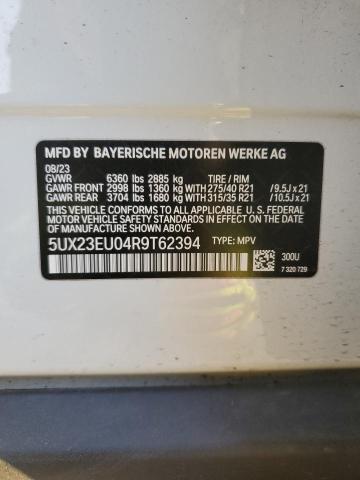 MFD BY BAYERISCHE MOTOREN WERKE AG
08/23
GVWR 6360 lbs 2885 kg TIRE / RIM
GAWR FRONT 2998 lbs 1360 kg WITH 275/40 R21 / 9.5J x 21
GAWR REAR 3704 lbs 1680 kg WITH 315/35 R21 / 10.5J x 21
THIS VEHICLE CONFORMS TO ALL APPLICABLE U.S. FEDERAL
MOTOR VEHICLE SAFETY STANDARDS IN EFFECT ON THE DATE OF
MANUFACTURE SHOWN ABOVE.
5UX23EU04R9T62394 TYPE: MPV
300U
7 320 729